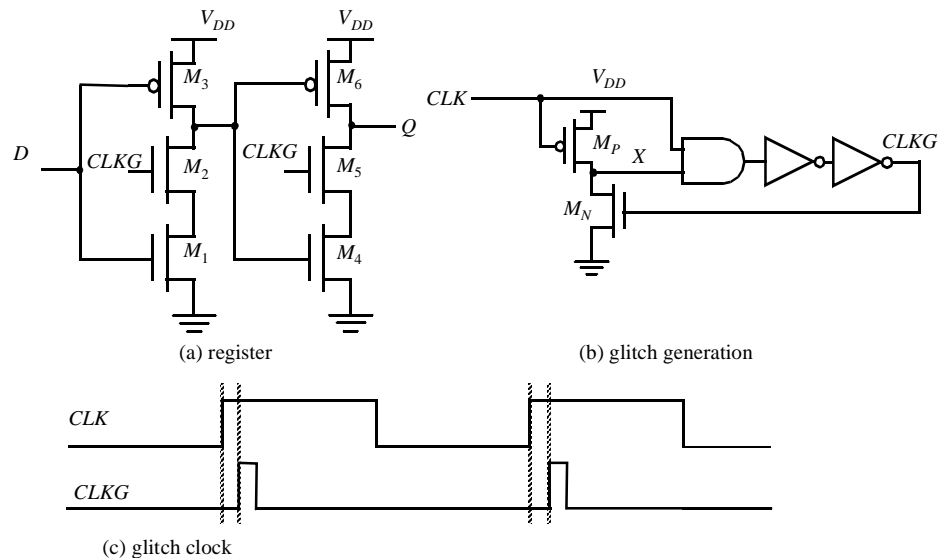 V_DD
V_DD
M_3
M_6
D
CLKG
M_2
CLKG
M_5
Q
M_1
M_4
(a) register
CLK
V_DD
M_P
X
CLKG
M_N
(b) glitch generation
CLK
CLKG
(c) glitch clock